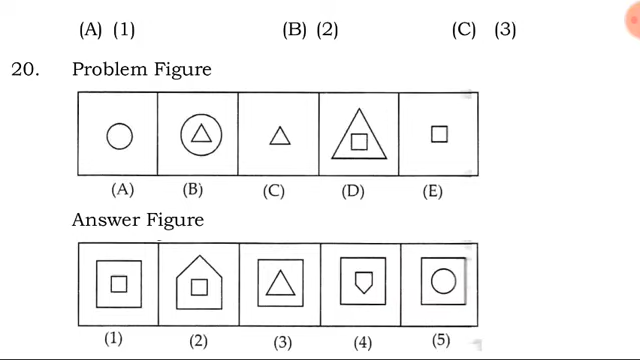 (A) (1) (B) (2) (C) (3)
20. Problem Figure
(A) (B) (C) (D) (E)
Answer Figure
(1) (2) (3) (4) (5)